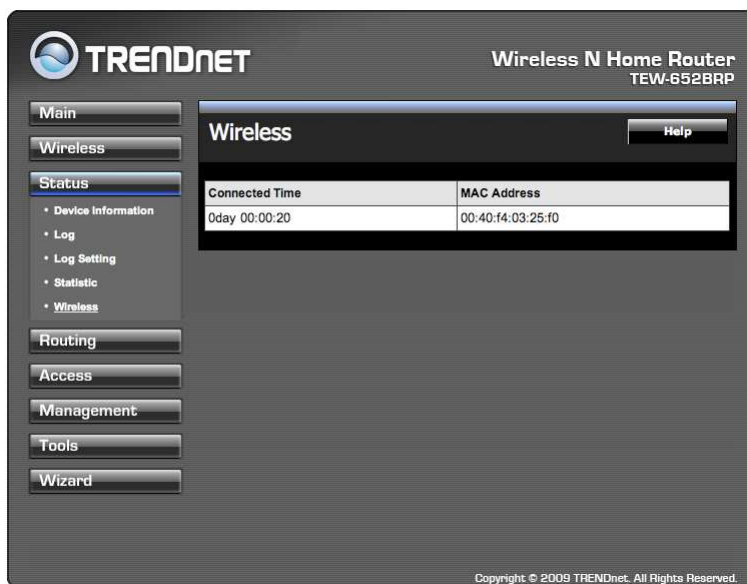 TRENDNET
Wireless N Home Router
TEW-652BRP
Main
Wireless
Status
• Device Information
• Log
• Log Setting
• Statistic
• Wireless
Routing
Access
Management
Tools
Wizard
Wireless
Help
Connected Time MAC Address
0day 00:00:20 00:40:f4:03:25:f0
Copyright © 2009 TRENDnet. All Rights Reserved.